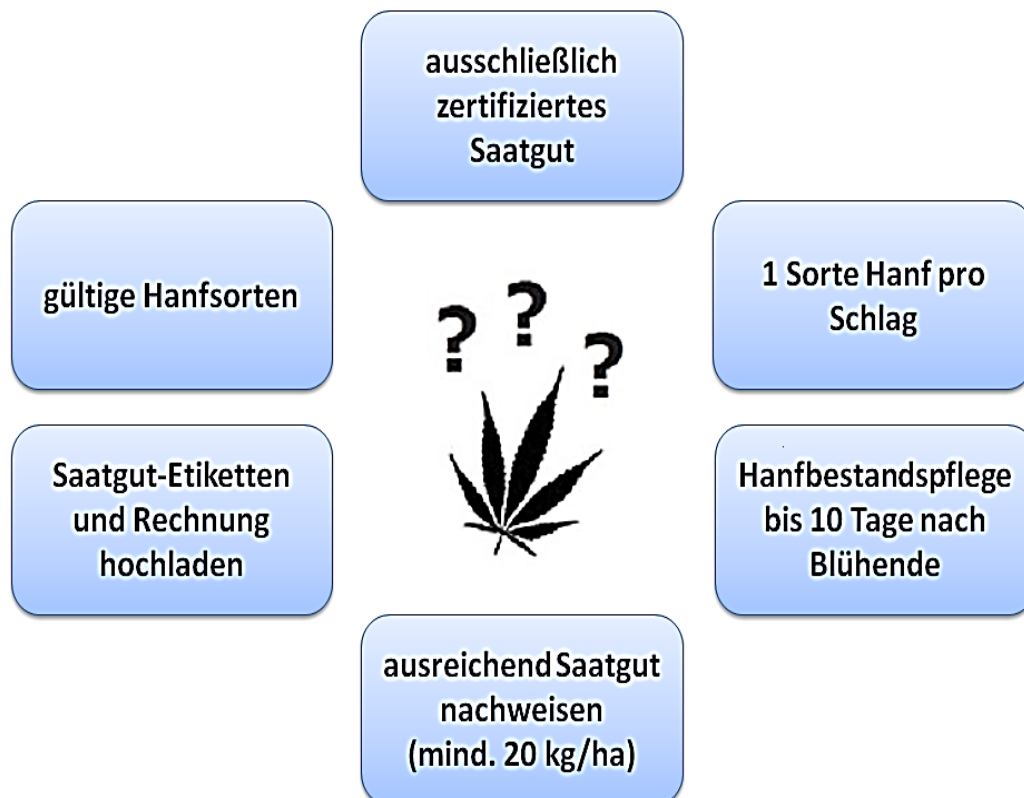 ausschließlich
zertifiziertes
Saatgut
gültige Hanfsorten
1 Sorte Hanf pro
Schlag
? ? ?
Saatgut-Etiketten
und Rechnung
hochladen
Hanfbestandspflege
bis 10 Tage nach
Blühende
ausreichend Saatgut
nachweisen
(mind. 20 kg/ha)